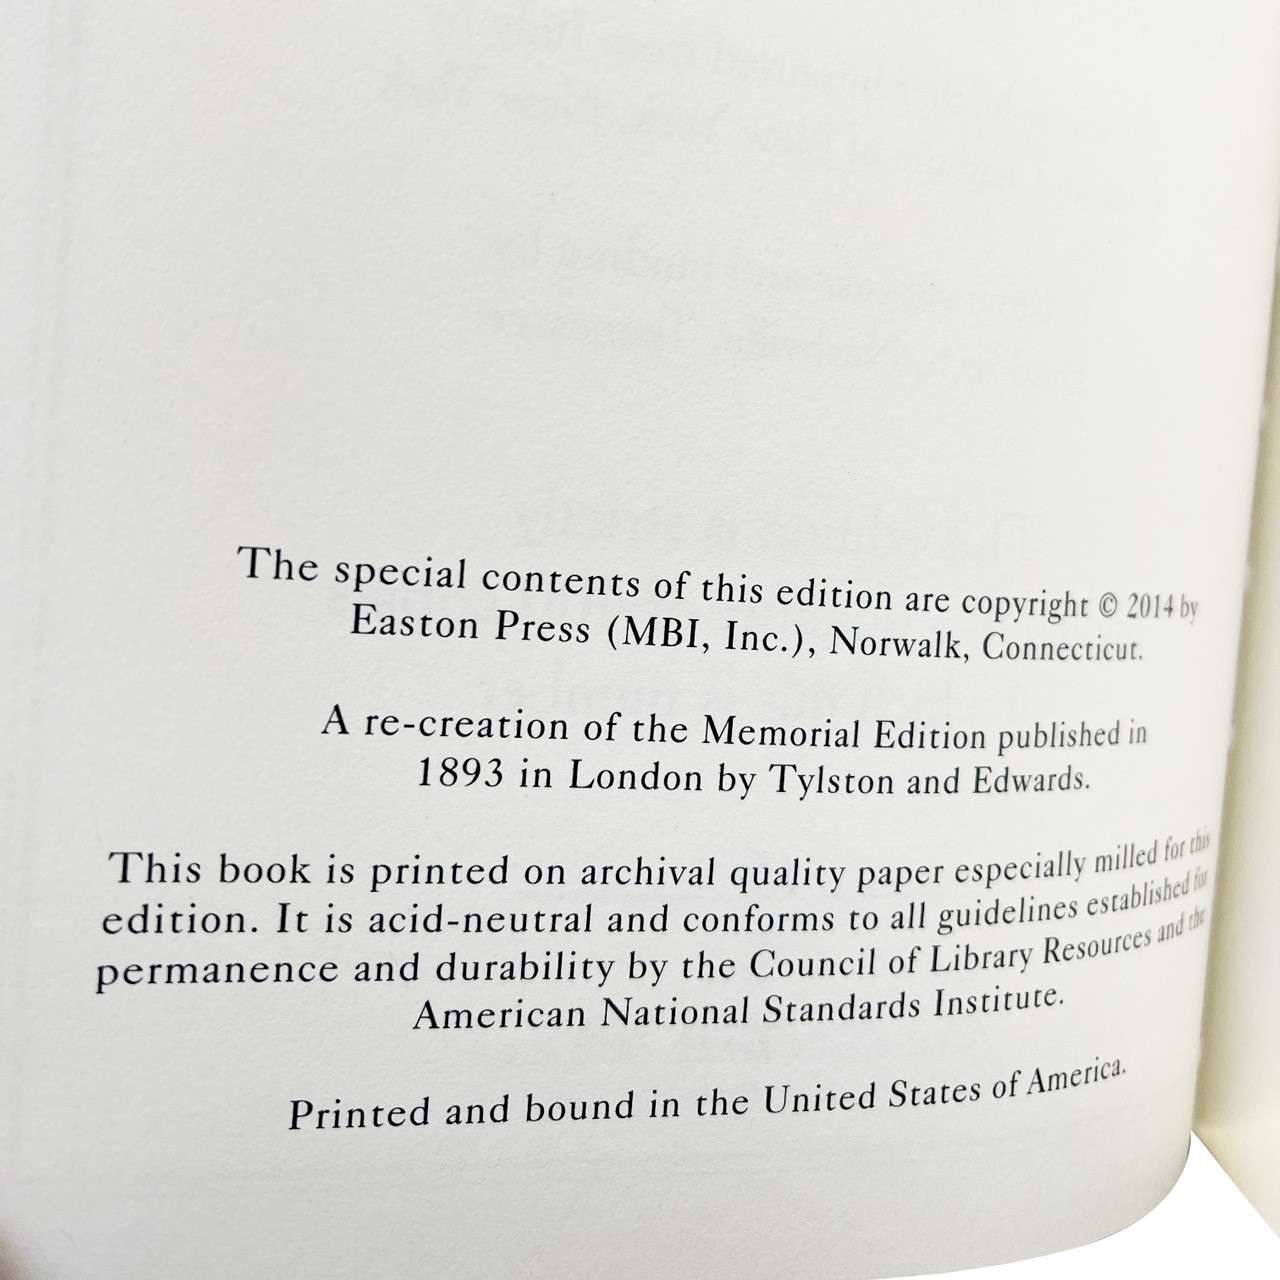 The special contents of this edition are copyright © 2014 by
Easton Press (MBI, Inc.), Norwalk, Connecticut.
A re-creation of the Memorial Edition published in
1893 in London by Tylston and Edwards.
This book is printed on archival quality paper especially milled for this
edition. It is acid-neutral and conforms to all guidelines established for
permanence and durability by the Council of Library Resources and the
American National Standards Institute.
Printed and bound in the United States of America.